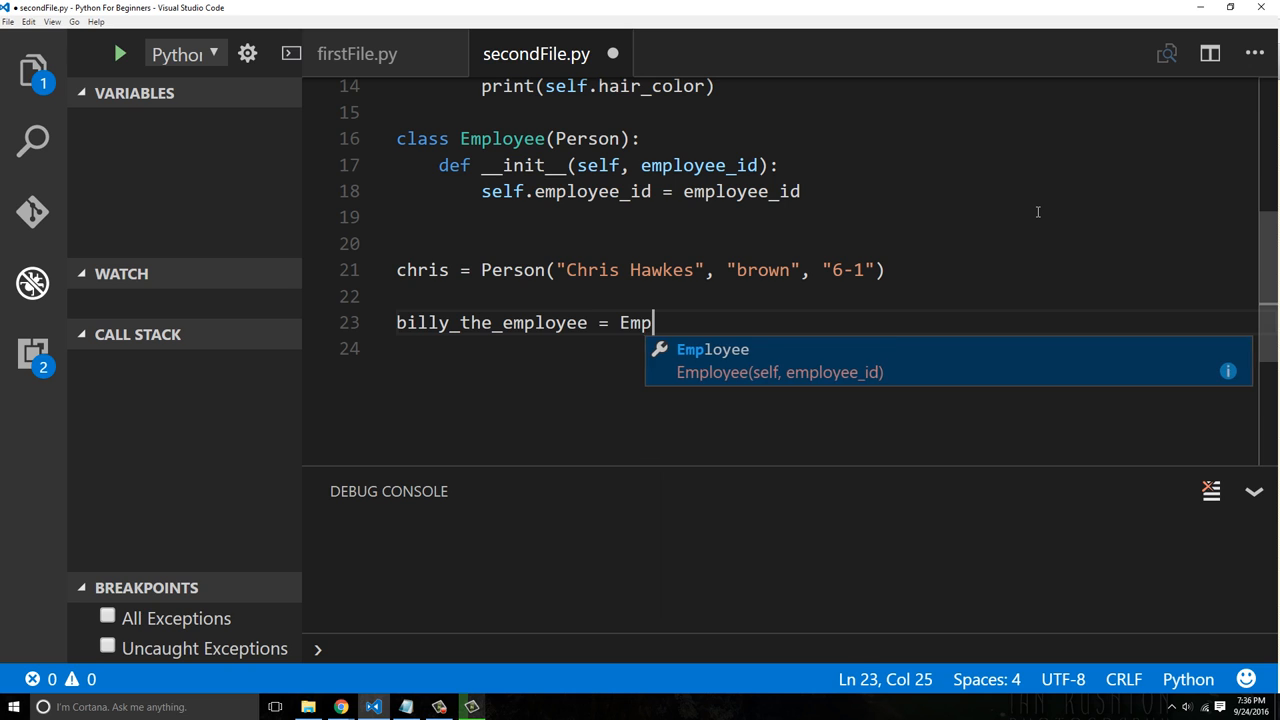 ● secondFile.py - Python For Beginners - Visual Studio Code
File Edit View Go Help
Python
firstFile.py
secondFile.py
1
VARIABLES
WATCH
CALL STACK
2
BREAKPOINTS
All Exceptions
Uncaught Exceptions
14 print(self.hair_color)
15
16 class Employee(Person):
17 def __init__(self, employee_id):
18 self.employee_id = employee_id
19
20
21 chris = Person("Chris Hawkes", "brown", "6-1")
22
23 billy_the_employee = Emp
24
Employee
Employee(self, employee_id)
DEBUG CONSOLE
0 0
Ln 23, Col 25 Spaces: 4 UTF-8 CRLF Python
I'm Cortana. Ask me anything.
7:36 PM
9/24/2016